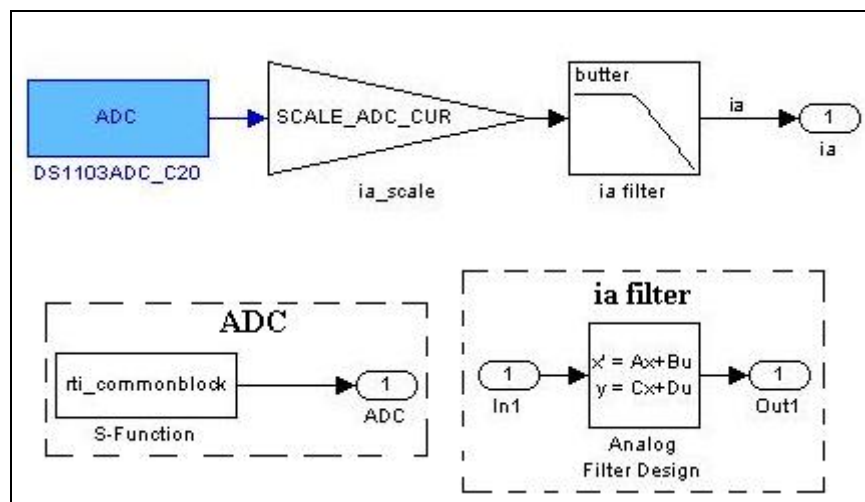 ADC
DS1103ADC_C20
SCALE_ADC_CUR
ia_scale
butter
ia filter
ia
1
ia
ADC
rti_commonblock
S-Function
1
ADC
ia filter
1
In1
x' = Ax+Bu
y = Cx+Du
Analog
Filter Design
1
Out1